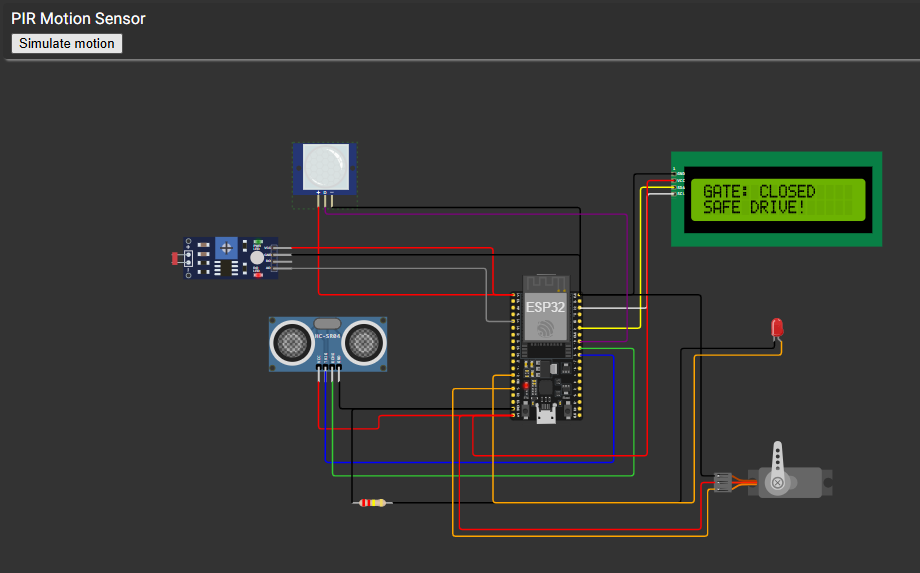 PIR Motion Sensor
Simulate motion
GATE: CLOSED
SAFE DRIVE!
ESP32
HC-SR04